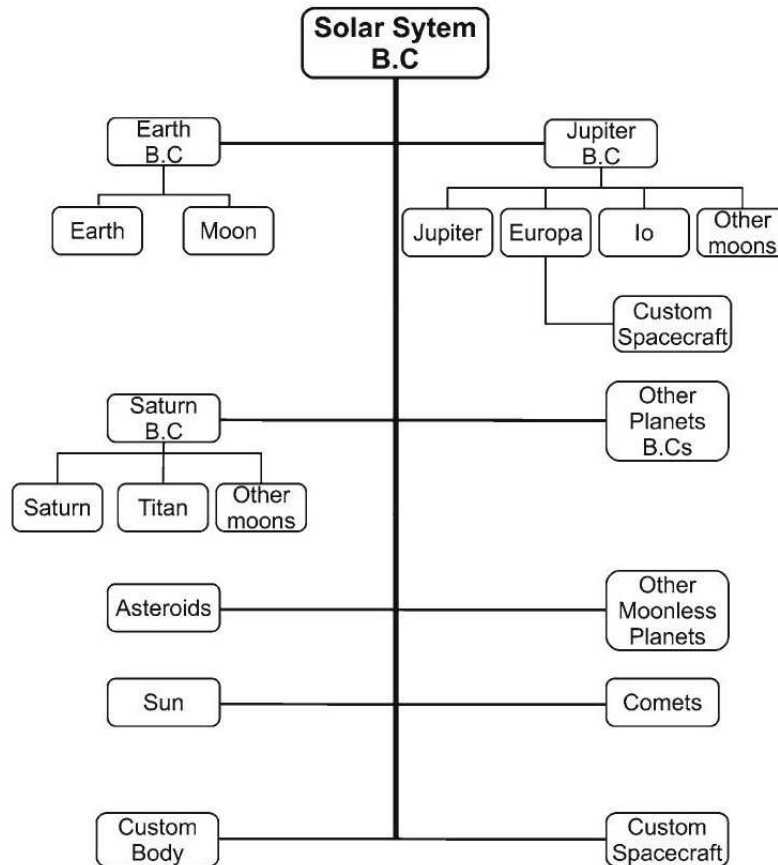 Solar Sytem
B.C
Earth
B.C
Jupiter
B.C
Earth
Moon
Jupiter
Europa
Io
Other
moons
Custom
Spacecraft
Saturn
B.C
Other
Planets
B.Cs
Saturn
Titan
Other
moons
Asteroids
Other
Moonless
Planets
Sun
Comets
Custom
Body
Custom
Spacecraft